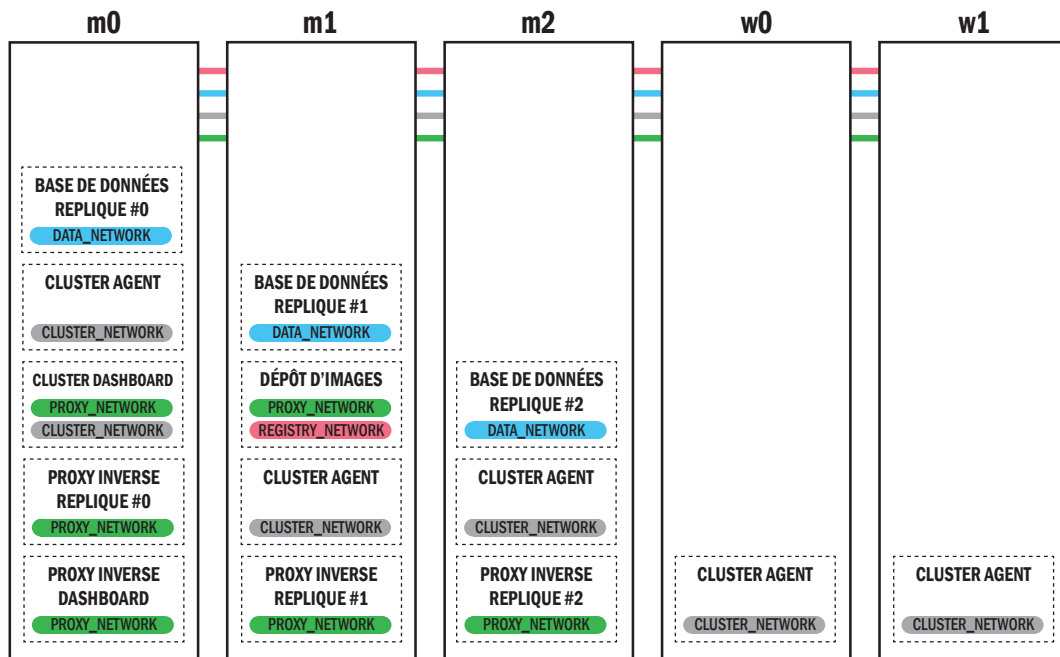 m0
m1
m2
w0
w1
BASE DE DONNÉES
REPLIQUE #0
DATA_NETWORK
CLUSTER AGENT
CLUSTER_NETWORK
CLUSTER DASHBOARD
PROXY_NETWORK
CLUSTER_NETWORK
PROXY INVERSE
REPLIQUE #0
PROXY_NETWORK
PROXY INVERSE
DASHBOARD
PROXY_NETWORK
BASE DE DONNÉES
REPLIQUE #1
DATA_NETWORK
DÉPÔT D’IMAGES
PROXY_NETWORK
REGISTRY_NETWORK
CLUSTER AGENT
CLUSTER_NETWORK
PROXY INVERSE
REPLIQUE #1
PROXY_NETWORK
BASE DE DONNÉES
REPLIQUE #2
DATA_NETWORK
CLUSTER AGENT
CLUSTER_NETWORK
PROXY INVERSE
REPLIQUE #2
PROXY_NETWORK
CLUSTER AGENT
CLUSTER_NETWORK
CLUSTER AGENT
CLUSTER_NETWORK